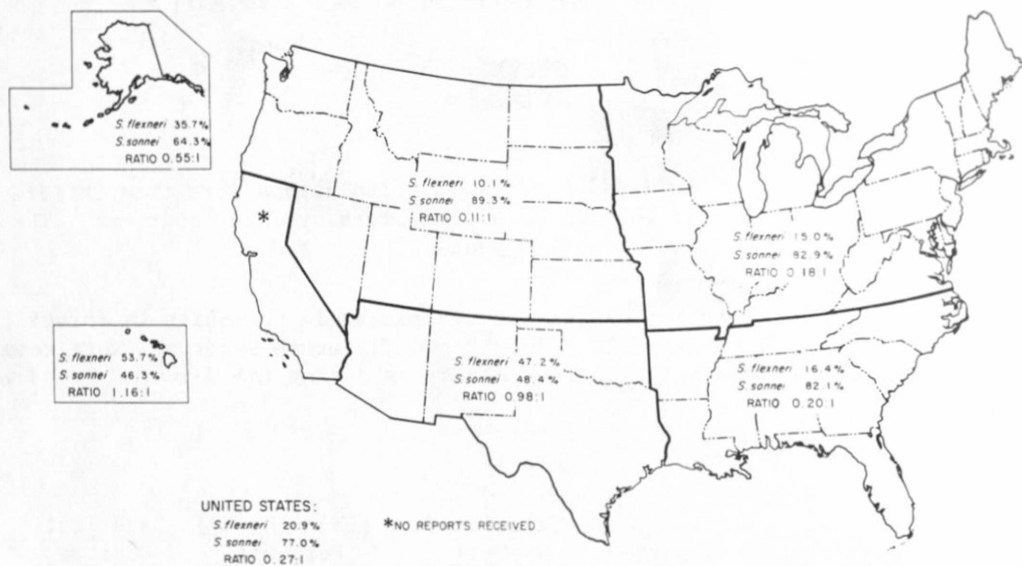 S. flexneri 35.7%
S. sonnei 64.3%
RATIO 0.55:1
S. flexneri 10.1%
S. sonnei 89.3%
RATIO 0.11:1
*
S. flexneri 15.0%
S. sonnei 82.9%
RATIO 0.18:1
S. flexneri 53.7%
S. sonnei 46.3%
RATIO 1.16:1
S. flexneri 47.2%
S. sonnei 48.4%
RATIO 0.98:1
S. flexneri 16.4%
S. sonnei 82.1%
RATIO 0.20:1
UNITED STATES:
S. flexneri 20.9%
S. sonnei 77.0%
RATIO 0.27:1
*NO REPORTS RECEIVED